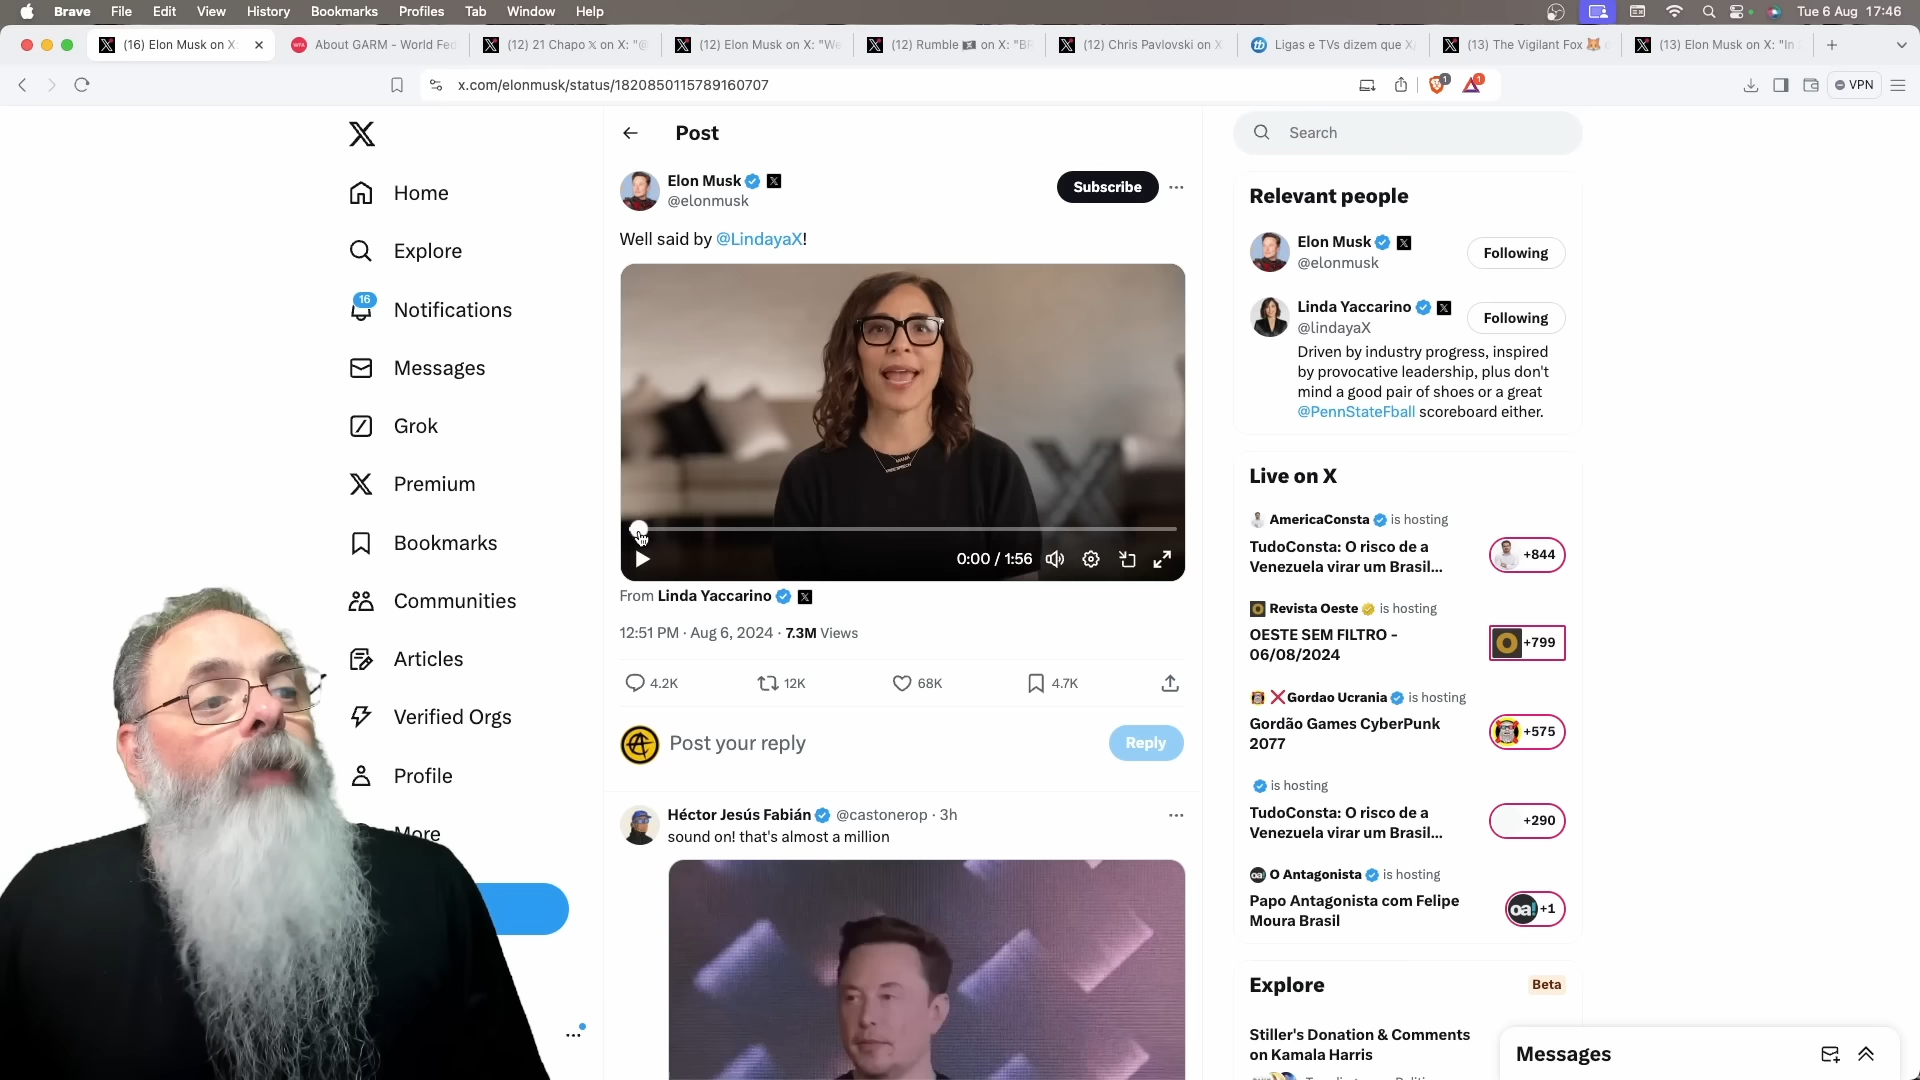 Brave File Edit View History Bookmarks Profiles Tab Window Help
Tue 6 Aug 17:46
(16) Elon Musk on X:
About GARM - World Fed
(12) 21 Chapo 𝕏 on X: "@
(12) Elon Musk on X: "We
(12) Rumble on X: "BR
(12) Chris Pavlovski on X
Ligas e TVs dizem que X
(13) The Vigilant Fox
(13) Elon Musk on X: "In
x.com/elonmusk/status/1820850115789160707
1
1
VPN
Home
Explore
16
Notifications
Messages
Grok
Premium
Bookmarks
Communities
Articles
Verified Orgs
Profile
More
Post
Elon Musk
@elonmusk
Subscribe
Well said by @LindayaX!
0:00 / 1:56
From Linda Yaccarino
12:51 PM · Aug 6, 2024 · 7.3M Views
4.2K 12K 68K 4.7K
Post your reply
Reply
Héctor Jesús Fabián @castonerop · 3h
sound on! that's almost a million
Search
Relevant people
Elon Musk
@elonmusk
Following
Linda Yaccarino
@lindayaX
Following
Driven by industry progress, inspired
by provocative leadership, plus don't
mind a good pair of shoes or a great
@PennStateFball scoreboard either.
Live on X
AmericaConsta is hosting
TudoConsta: O risco de a
Venezuela virar um Brasil...
+844
Revista Oeste is hosting
OESTE SEM FILTRO -
06/08/2024
+799
Gordao Ucrania is hosting
Gordão Games CyberPunk
2077
+575
is hosting
TudoConsta: O risco de a
Venezuela virar um Brasil...
+290
O Antagonista is hosting
Papo Antagonista com Felipe
Moura Brasil
oa!
+1
Explore
Beta
Stiller's Donation & Comments
on Kamala Harris
Messages